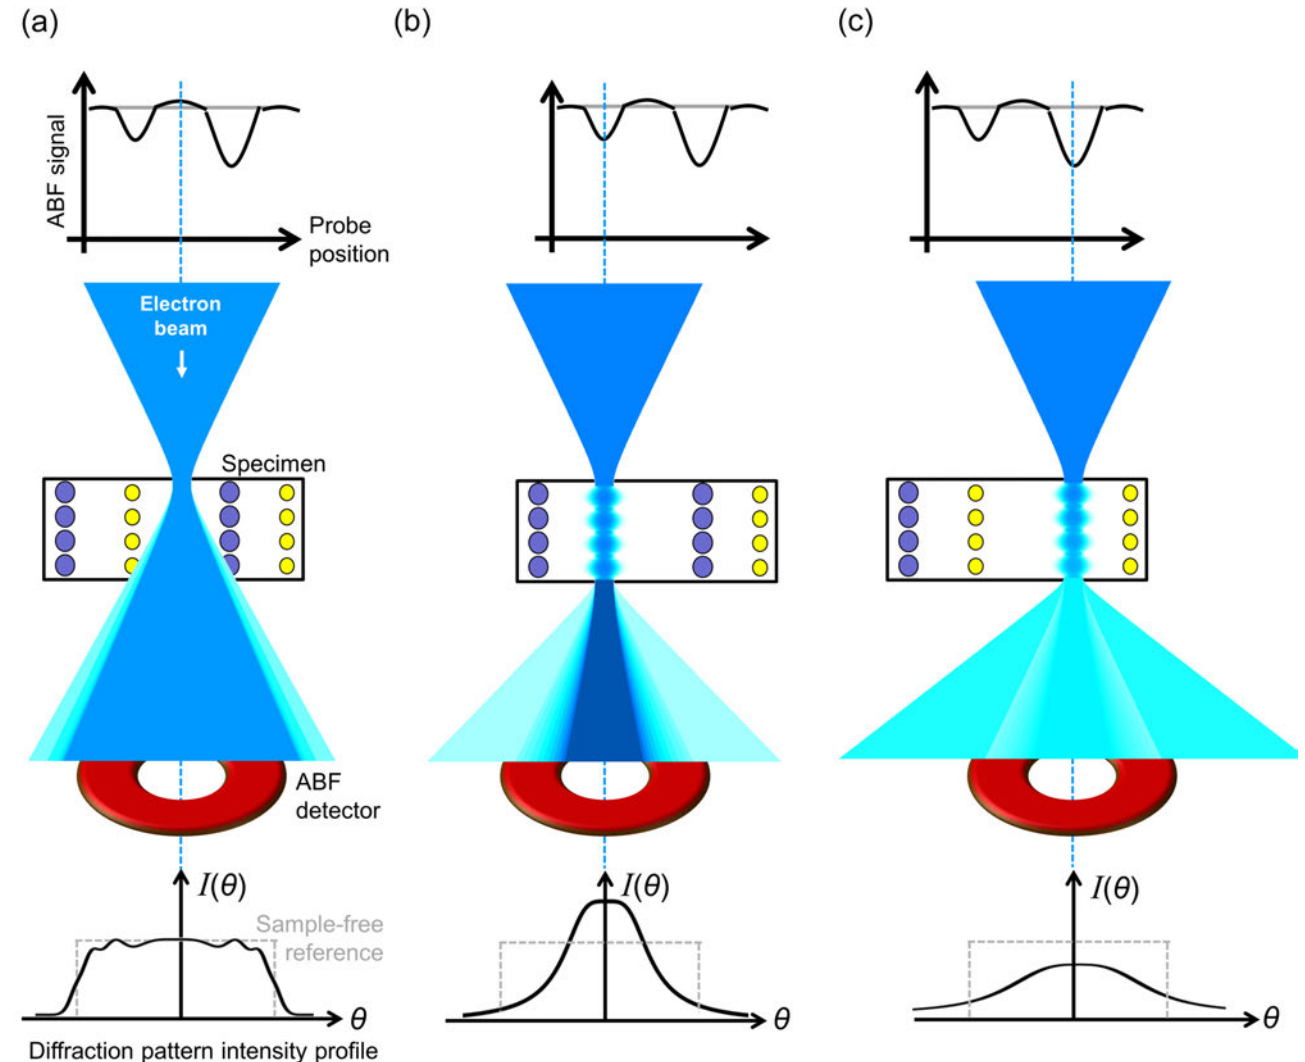 (a)
(b)
(c)
ABF signal
Probe
position
Electron
beam
Specimen
ABF
detector
I(θ)
I(θ)
I(θ)
Sample-free
reference
θ
θ
θ
Diffraction pattern intensity profile